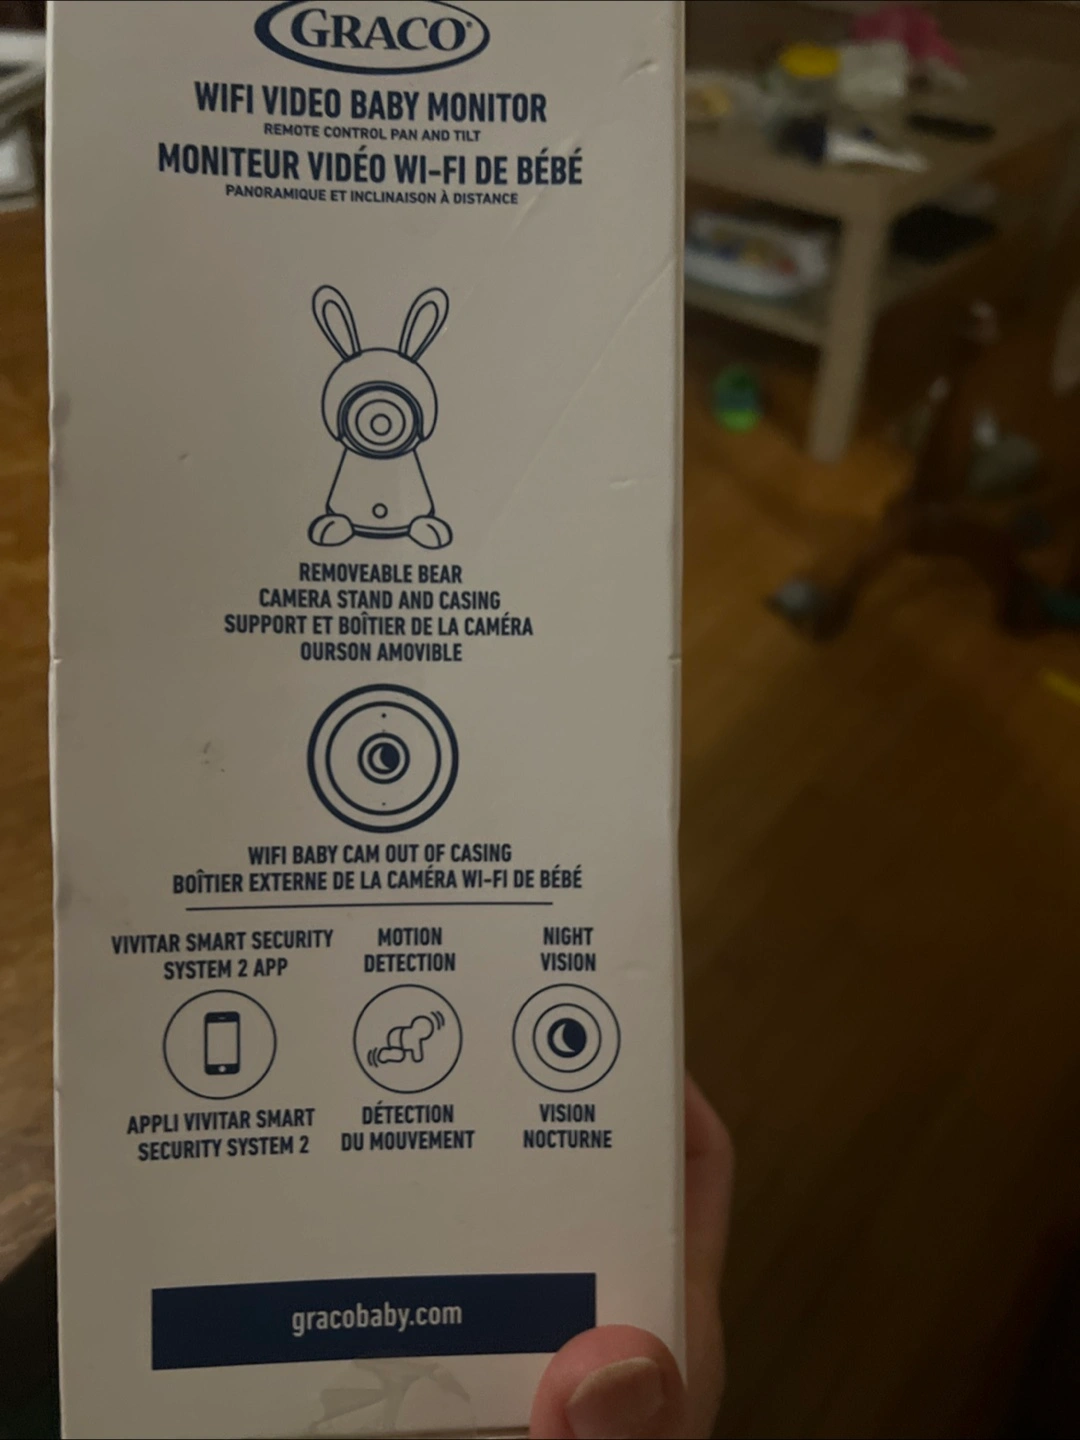 GRACO
WIFI VIDEO BABY MONITOR
REMOTE CONTROL PAN AND TILT
MONITEUR VIDÉO WI-FI DE BÉBÉ
PANORAMIQUE ET INCLINAISON À DISTANCE
REMOVEABLE BEAR
CAMERA STAND AND CASING
SUPPORT ET BOÎTIER DE LA CAMÉRA
OURSON AMOVIBLE
WIFI BABY CAM OUT OF CASING
BOÎTIER EXTERNE DE LA CAMÉRA WI-FI DE BÉBÉ
VIVITAR SMART SECURITY
SYSTEM 2 APP
APPLI VIVITAR SMART
SECURITY SYSTEM 2
MOTION
DETECTION
DÉTECTION
DU MOUVEMENT
NIGHT
VISION
VISION
NOCTURNE
gracobaby.com